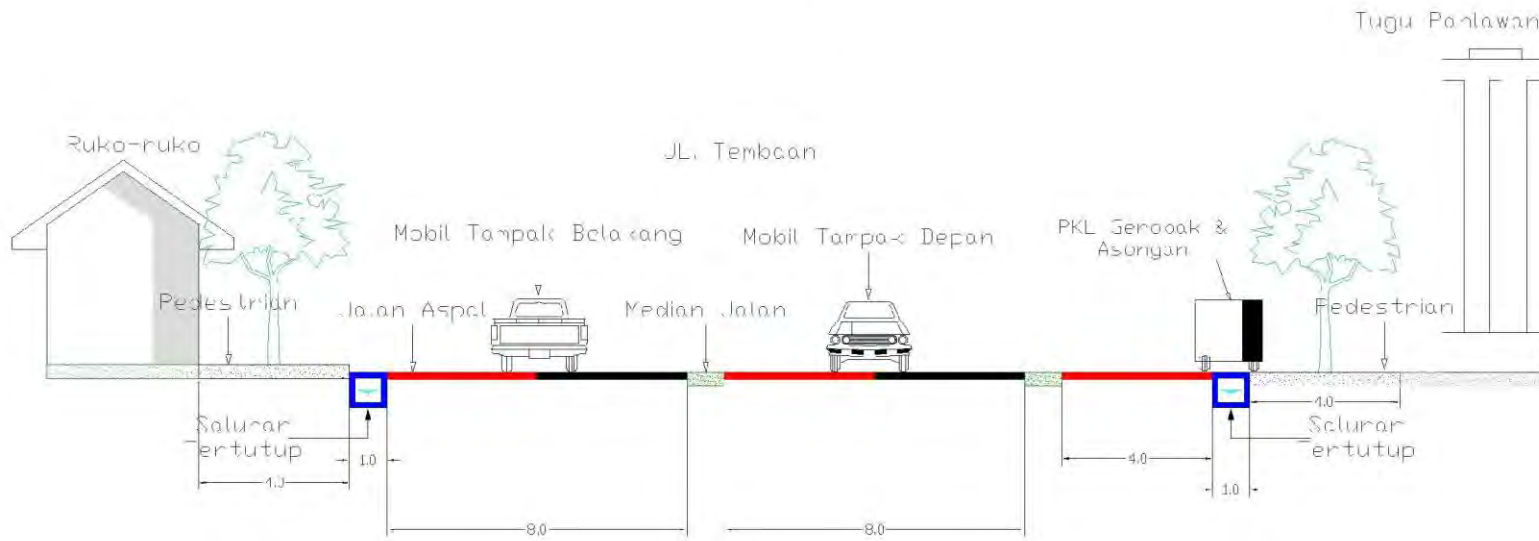 Tugu Pahlawan
Ruko-ruko
JL. Tembaan
Mobil Tampak Belakang
Mobil Tampak Depan
PKL Gerobak &
Asongan
Pedestrian
Jalan Aspal
Median Jalan
Pedestrian
Saluran
Tertutup
1.0
4.0
8.0
8.0
4.0
1.0
4.0
Saluran
Tertutup